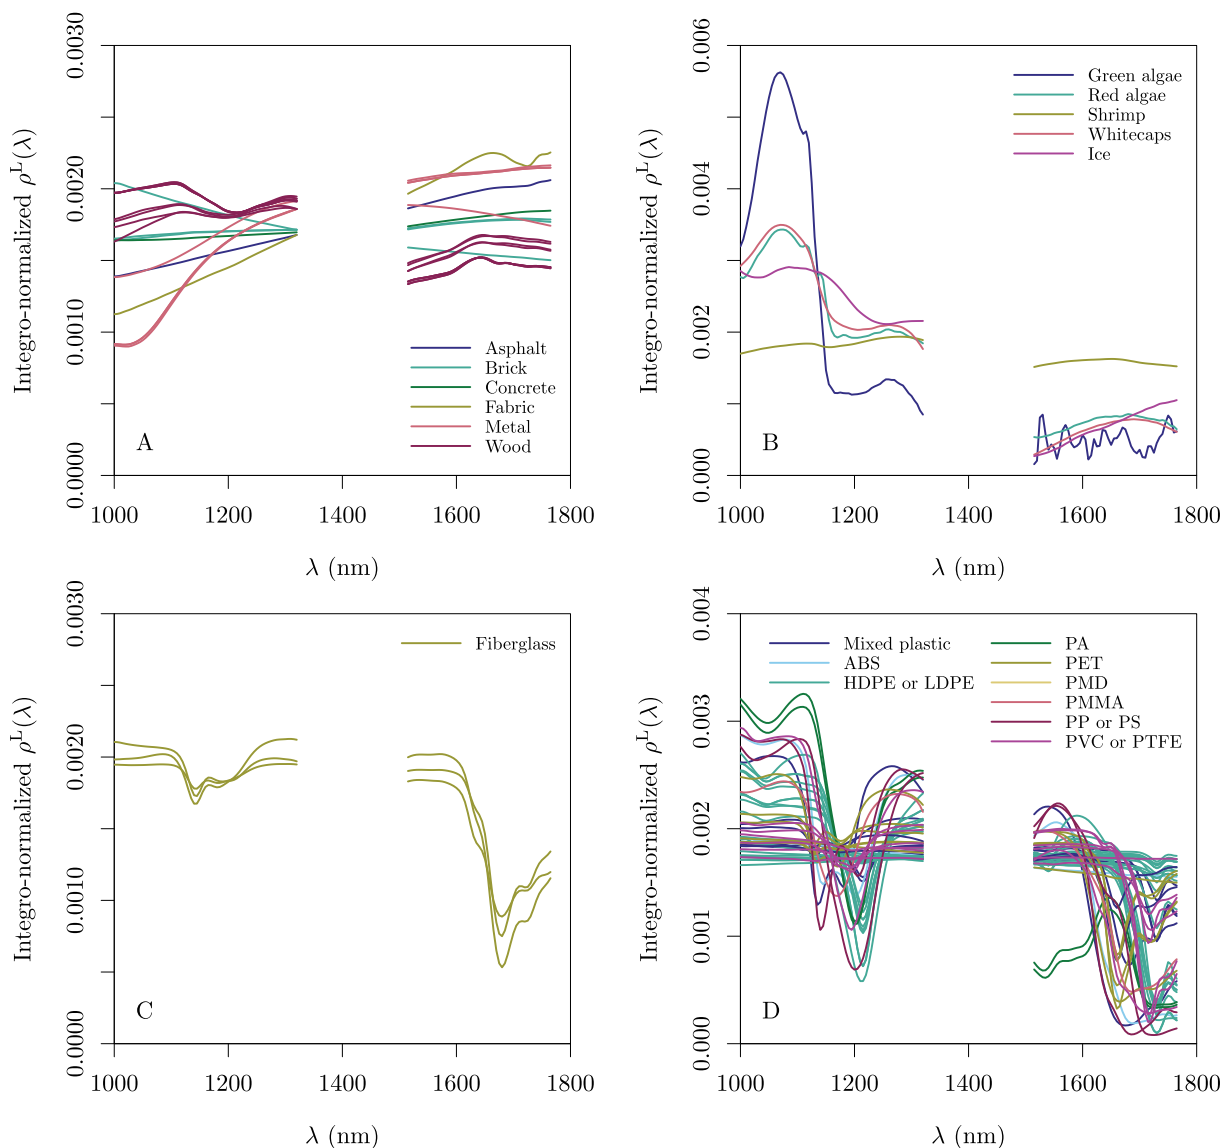 0.0030
0.0020
0.0010
0.0000
Integro-normalized ρᴸ(λ)
Asphalt
Brick
Concrete
Fabric
Metal
Wood
A
1000 1200 1400 1600 1800
λ (nm)
0.006
0.004
0.002
0.000
Integro-normalized ρᴸ(λ)
Green algae
Red algae
Shrimp
Whitecaps
Ice
B
1000 1200 1400 1600 1800
λ (nm)
0.0030
0.0020
0.0010
0.0000
Integro-normalized ρᴸ(λ)
Fiberglass
C
1000 1200 1400 1600 1800
λ (nm)
0.004
0.003
0.002
0.001
0.000
Integro-normalized ρᴸ(λ)
Mixed plastic
ABS
HDPE or LDPE
PA
PET
PMD
PMMA
PP or PS
PVC or PTFE
D
1000 1200 1400 1600 1800
λ (nm)